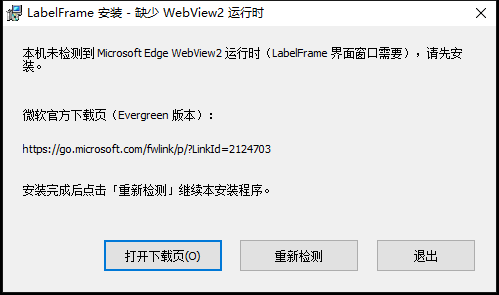 LabelFrame 安装 - 缺少 WebView2 运行时
本机未检测到 Microsoft Edge WebView2 运行时（LabelFrame 界面窗口需要），请先安
装。
微软官方下载页（Evergreen 版本）：
https://go.microsoft.com/fwlink/p/?LinkId=2124703
安装完成后点击「重新检测」继续本安装程序。
打开下载页(O)
重新检测
退出